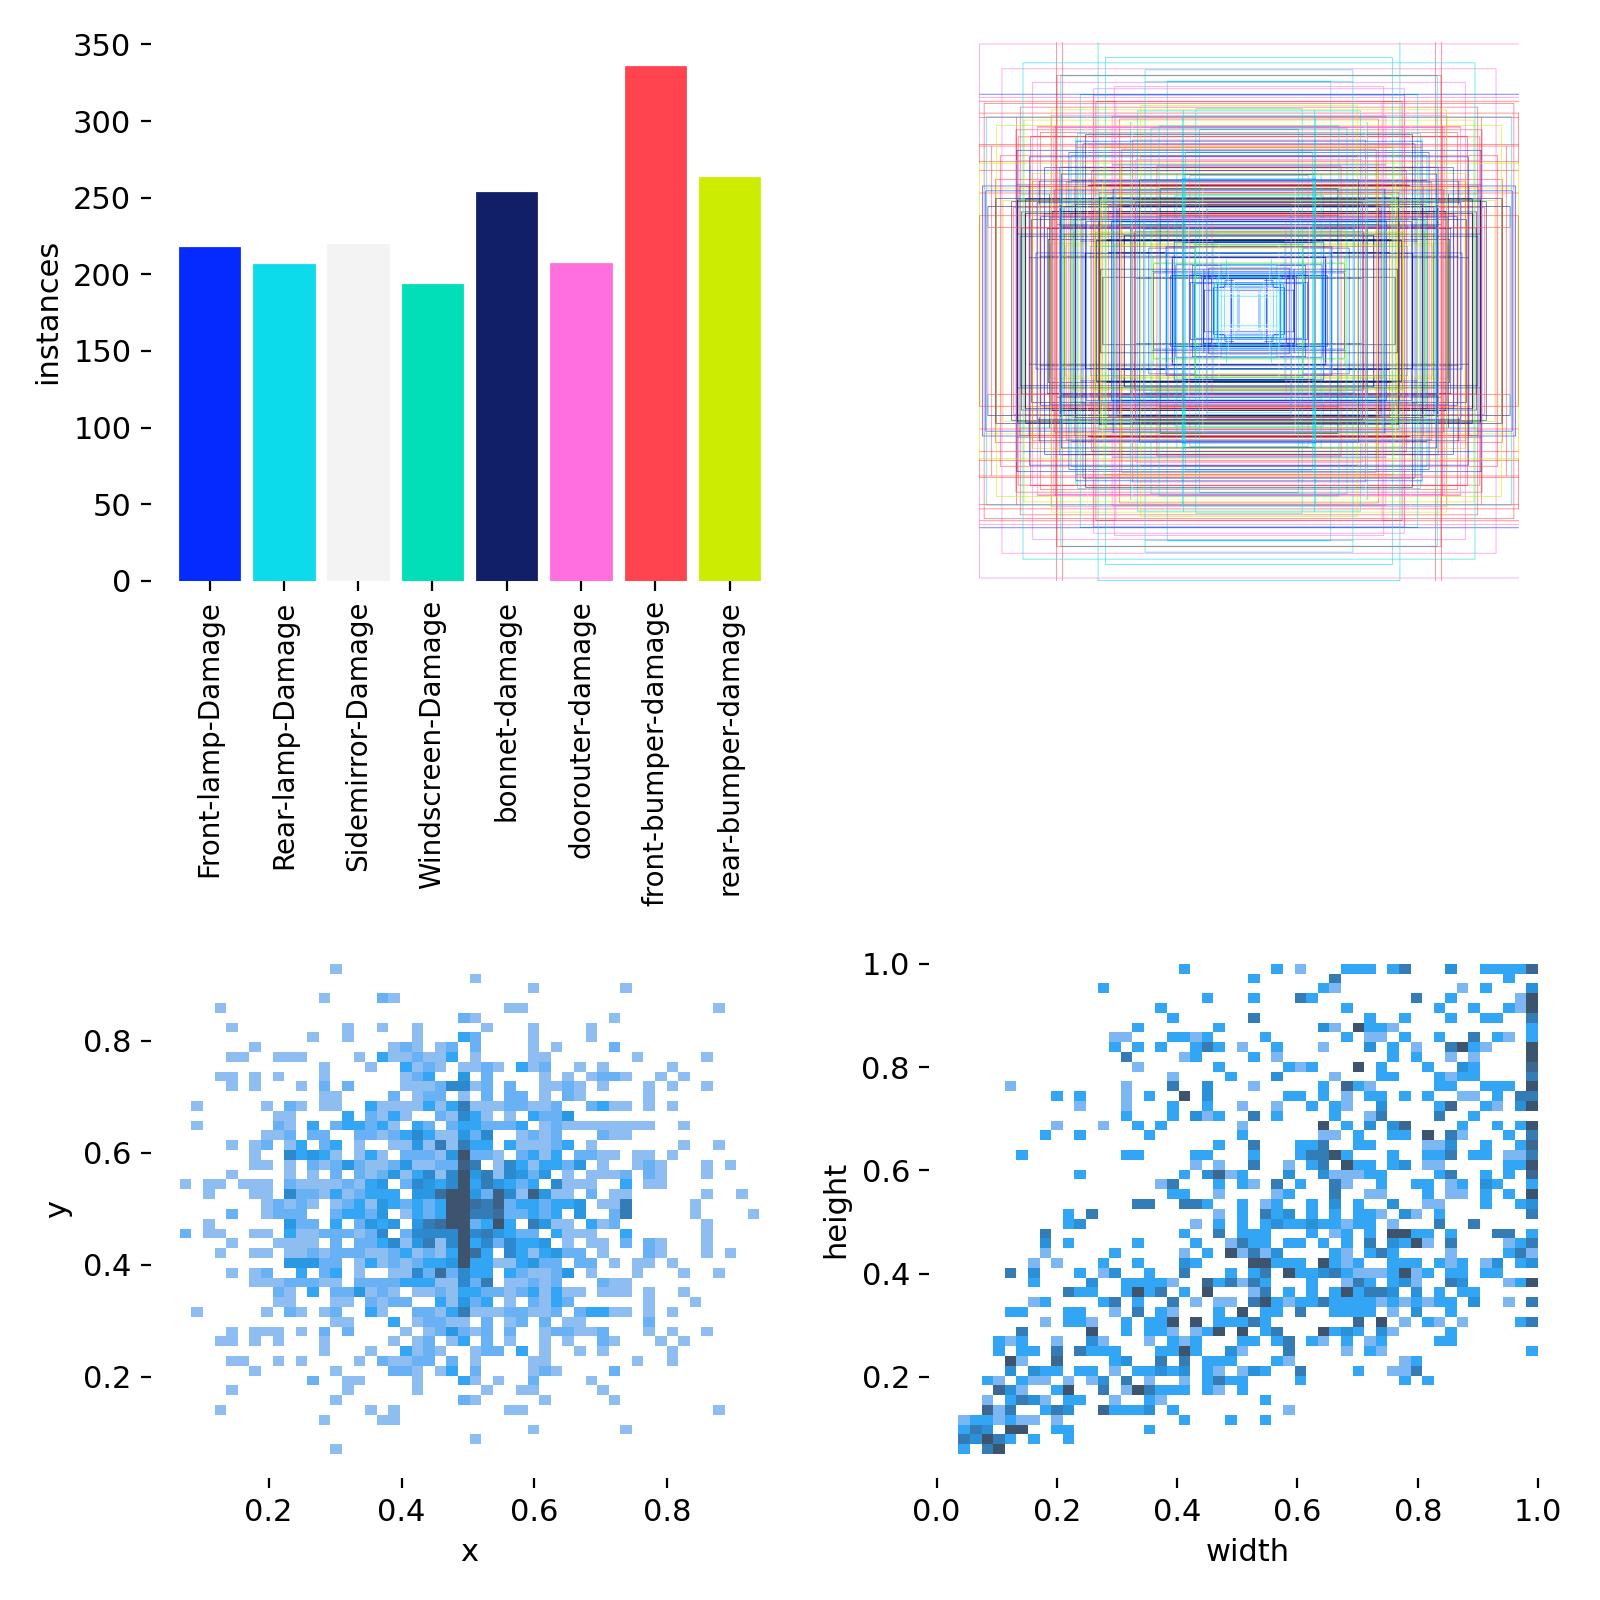 350
300
250
200
150
100
50
0
instances
Front-lamp-Damage
Rear-lamp-Damage
Sidemirror-Damage
Windscreen-Damage
bonnet-damage
doorouter-damage
front-bumper-damage
rear-bumper-damage
0.8
0.6
0.4
0.2
y
0.2 0.4 0.6 0.8
x
1.0
0.8
0.6
0.4
0.2
height
0.0 0.2 0.4 0.6 0.8 1.0
width